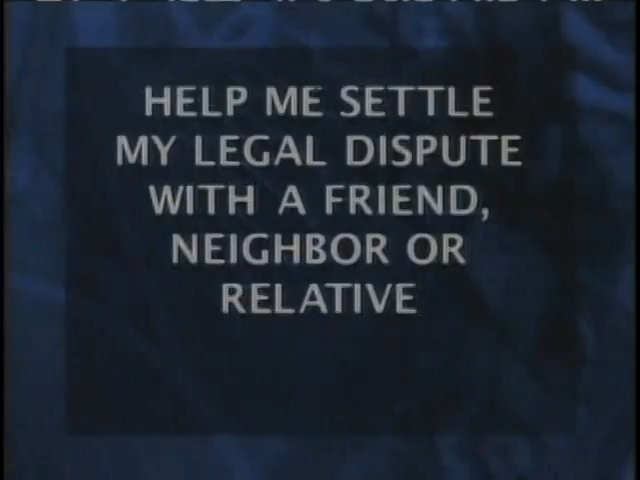 HELP ME SETTLE
MY LEGAL DISPUTE
WITH A FRIEND,
NEIGHBOR OR
RELATIVE